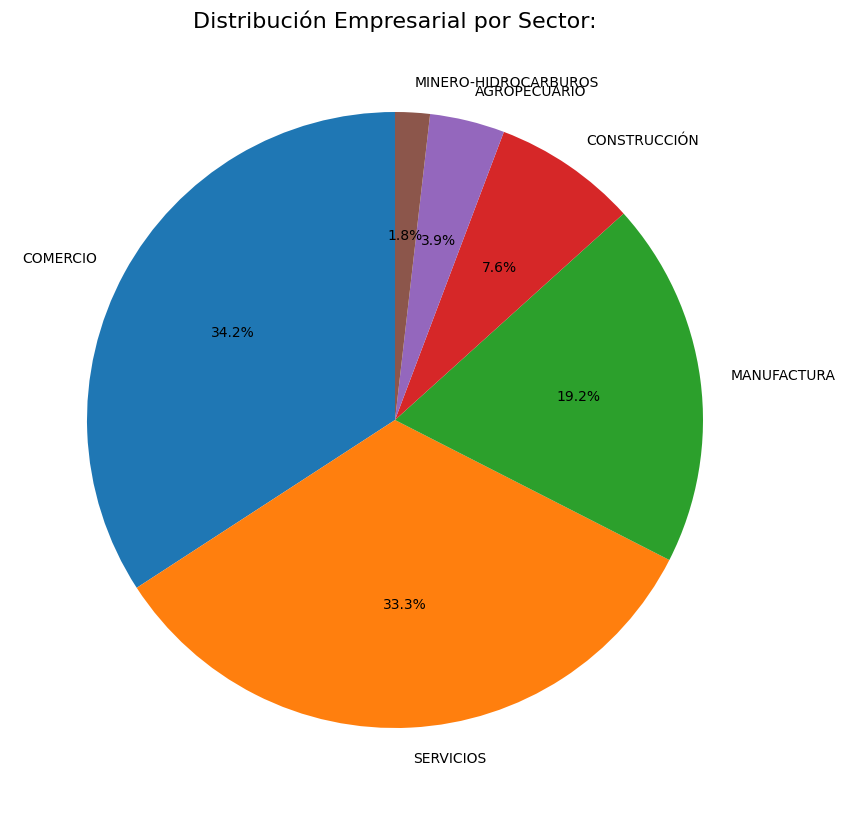 Distribución Empresarial por Sector:
MINERO-HIDROCARBUROS
AGROPECUARIO
CONSTRUCCIÓN
1.8%
3.9%
COMERCIO
7.6%
34.2%
MANUFACTURA
19.2%
33.3%
SERVICIOS